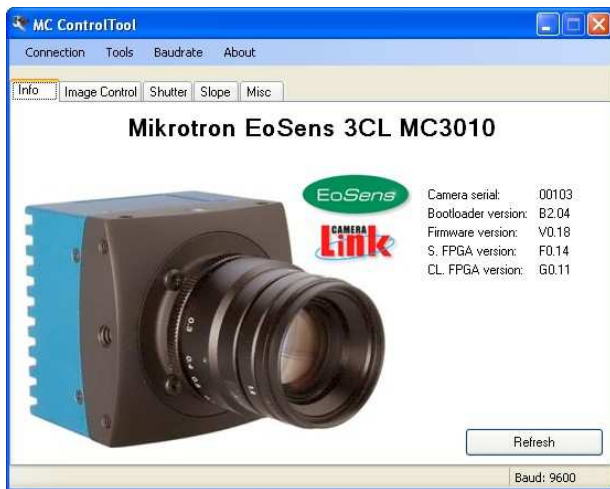 MC ControlTool
Connection Tools Baudrate About
Info Image Control Shutter Slope Misc
Mikrotron EoSens 3CL MC3010
EoSens
CAMERA
Link
Camera serial: 00103
Bootloader version: B2.04
Firmware version: V0.18
S. FPGA version: F0.14
CL. FPGA version: G0.11
0.3
Refresh
Baud: 9600